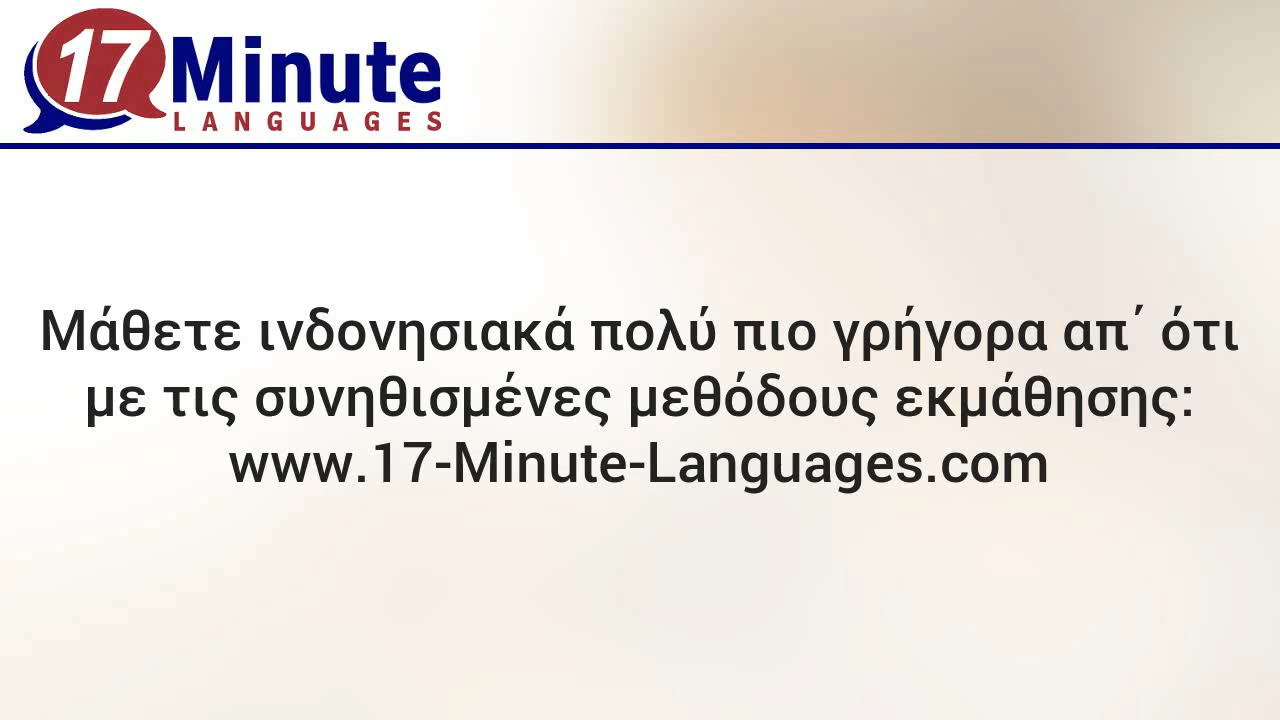 17 Minute
LANGUAGES
Μάθετε ινδονησιακά πολύ πιο γρήγορα απ΄ ότι
με τις συνηθισμένες μεθόδους εκμάθησης:
www.17-Minute-Languages.com